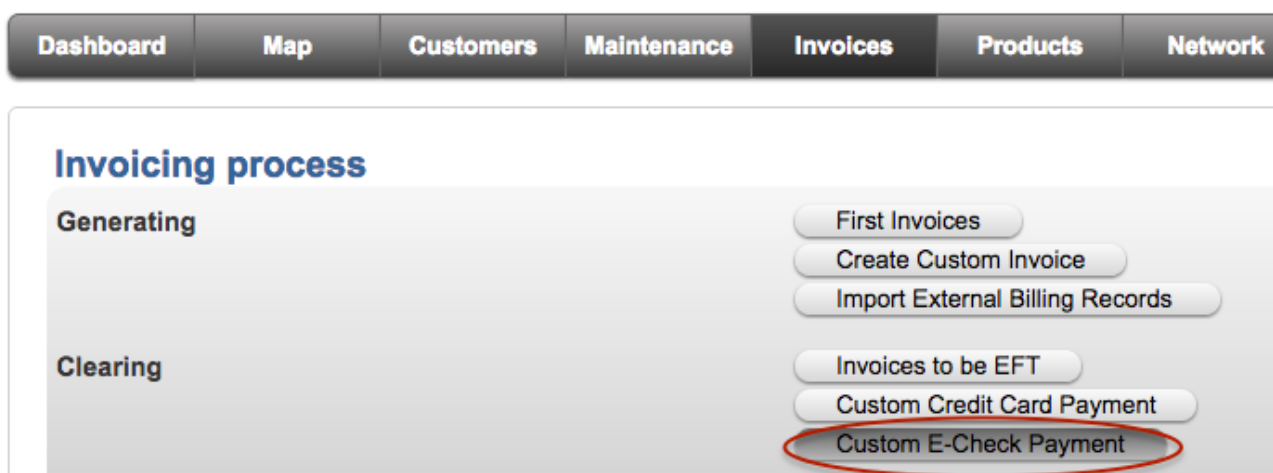 Dashboard Map Customers Maintenance Invoices Products Network
Invoicing process
Generating First Invoices
Create Custom Invoice
Import External Billing Records
Clearing Invoices to be EFT
Custom Credit Card Payment
Custom E-Check Payment